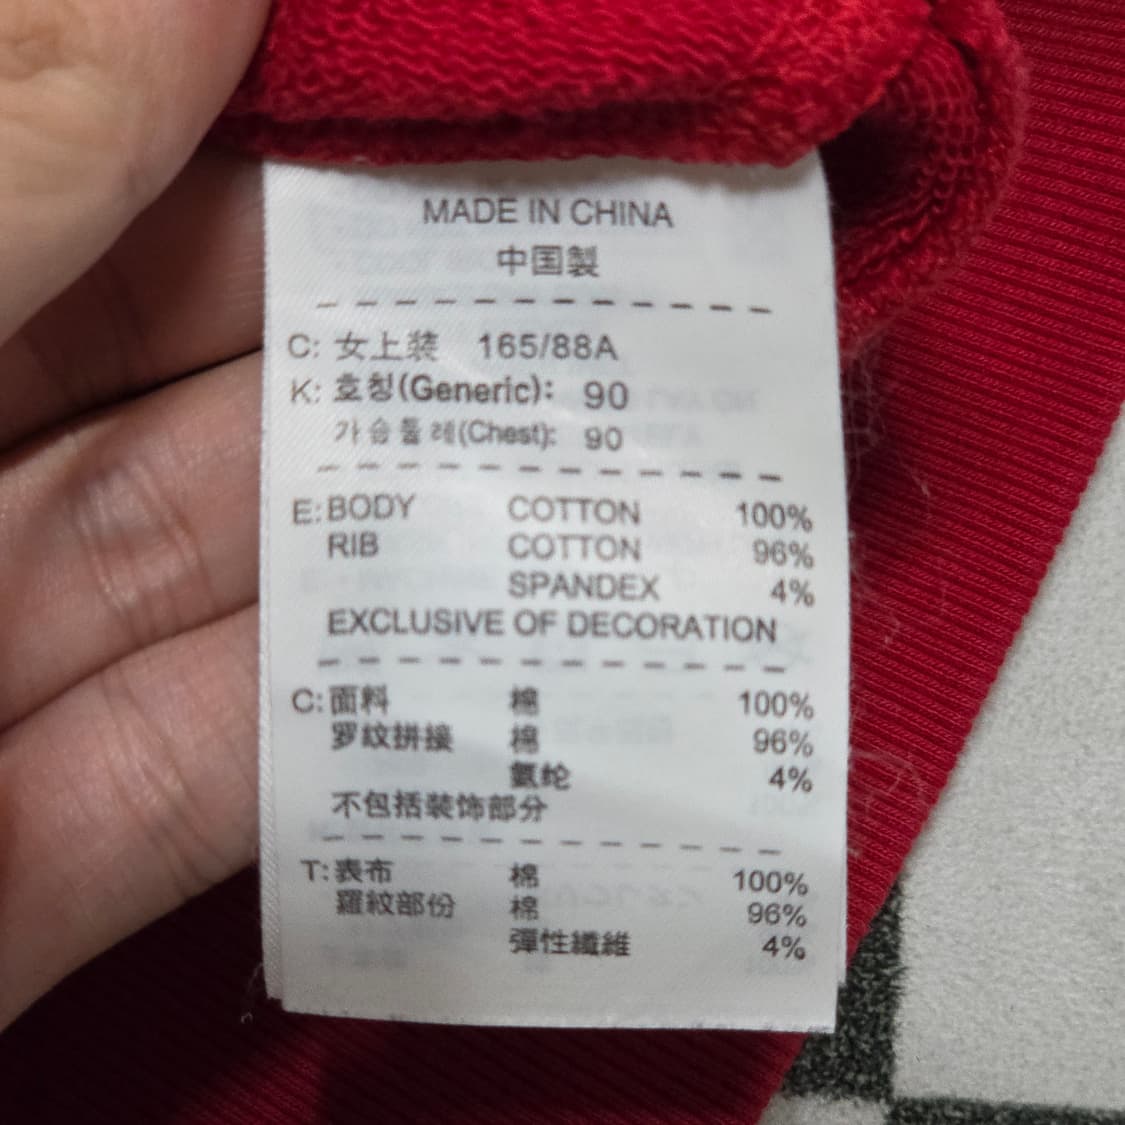 MADE IN CHINA
中国製
C: 女上装 165/88A
K: 호칭(Generic): 90
가슴둘레(Chest): 90
E: BODY COTTON 100%
RIB COTTON 96%
SPANDEX 4%
EXCLUSIVE OF DECORATION
C: 面料 棉 100%
罗纹拼接 棉 96%
氨纶 4%
不包括装饰部分
T: 表布 棉 100%
羅紋部份 棉 96%
彈性纖維 4%